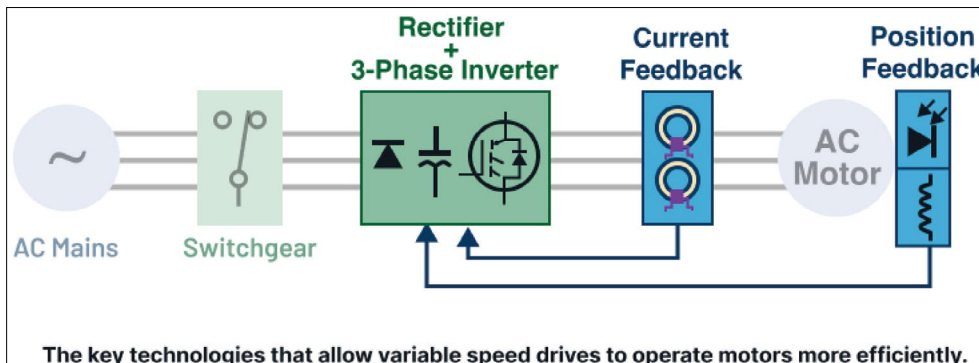 Rectifier
+
3-Phase Inverter
Current
Feedback
Position
Feedback
~
AC
Motor
AC Mains
Switchgear
The key technologies that allow variable speed drives to operate motors more efficiently.